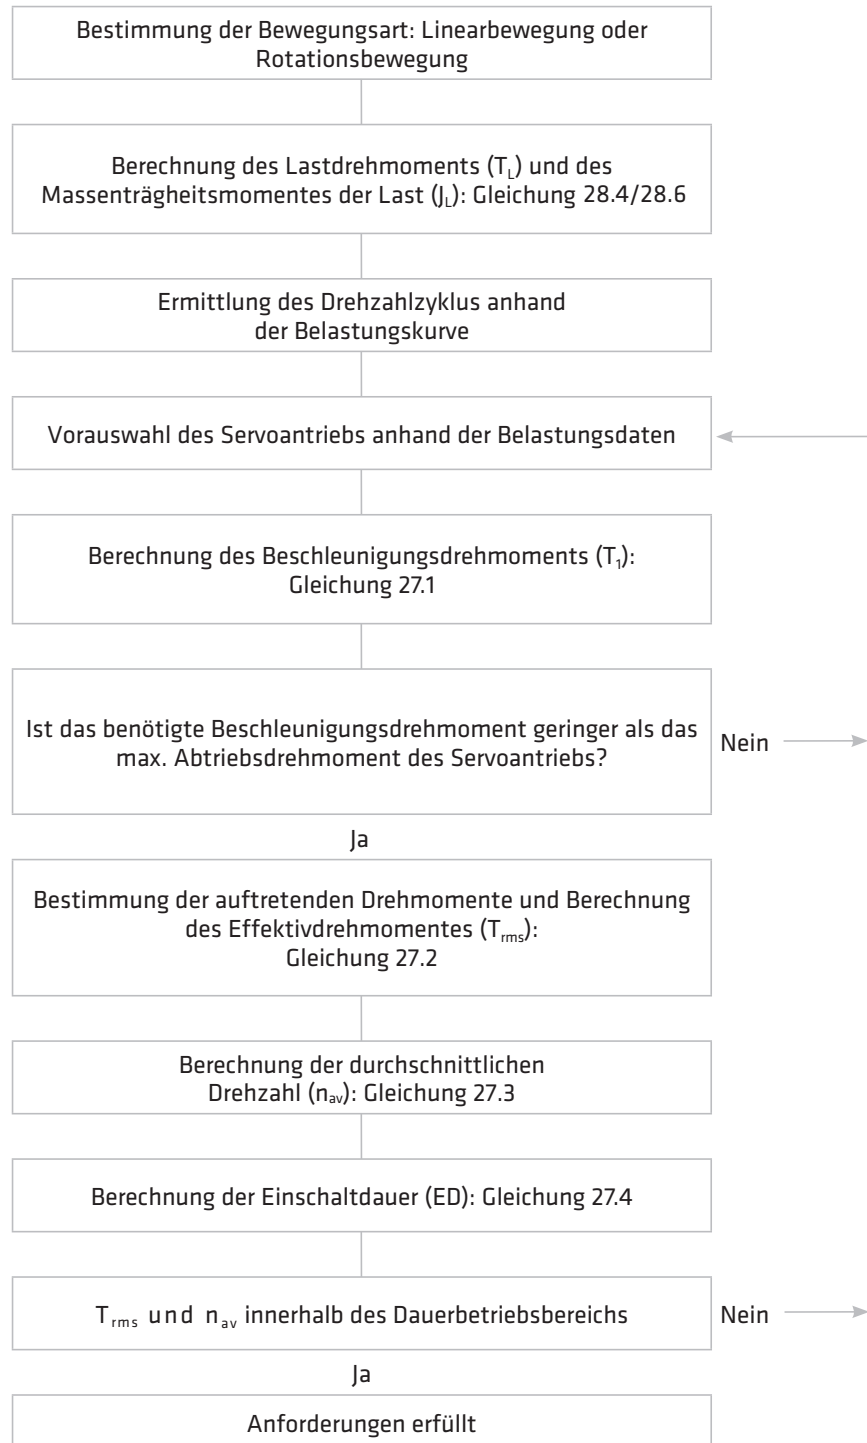 Bestimmung der Bewegungsart: Linearbewegung oder
Rotationsbewegung
Berechnung des Lastdrehmoments (T_L) und des
Massenträgheitsmomentes der Last (J_L): Gleichung 28.4/28.6
Ermittlung des Drehzahlzyklus anhand
der Belastungskurve
Vorauswahl des Servoantriebs anhand der Belastungsdaten
Berechnung des Beschleunigungsdrehmoments (T_1):
Gleichung 27.1
Ist das benötigte Beschleunigungsdrehmoment geringer als das
max. Abtriebsdrehmoment des Servoantriebs?
Nein
Ja
Bestimmung der auftretenden Drehmomente und Berechnung
des Effektivdrehmomentes (T_rms):
Gleichung 27.2
Berechnung der durchschnittlichen
Drehzahl (n_av): Gleichung 27.3
Berechnung der Einschaltdauer (ED): Gleichung 27.4
T_rms und n_av innerhalb des Dauerbetriebsbereichs
Nein
Ja
Anforderungen erfüllt